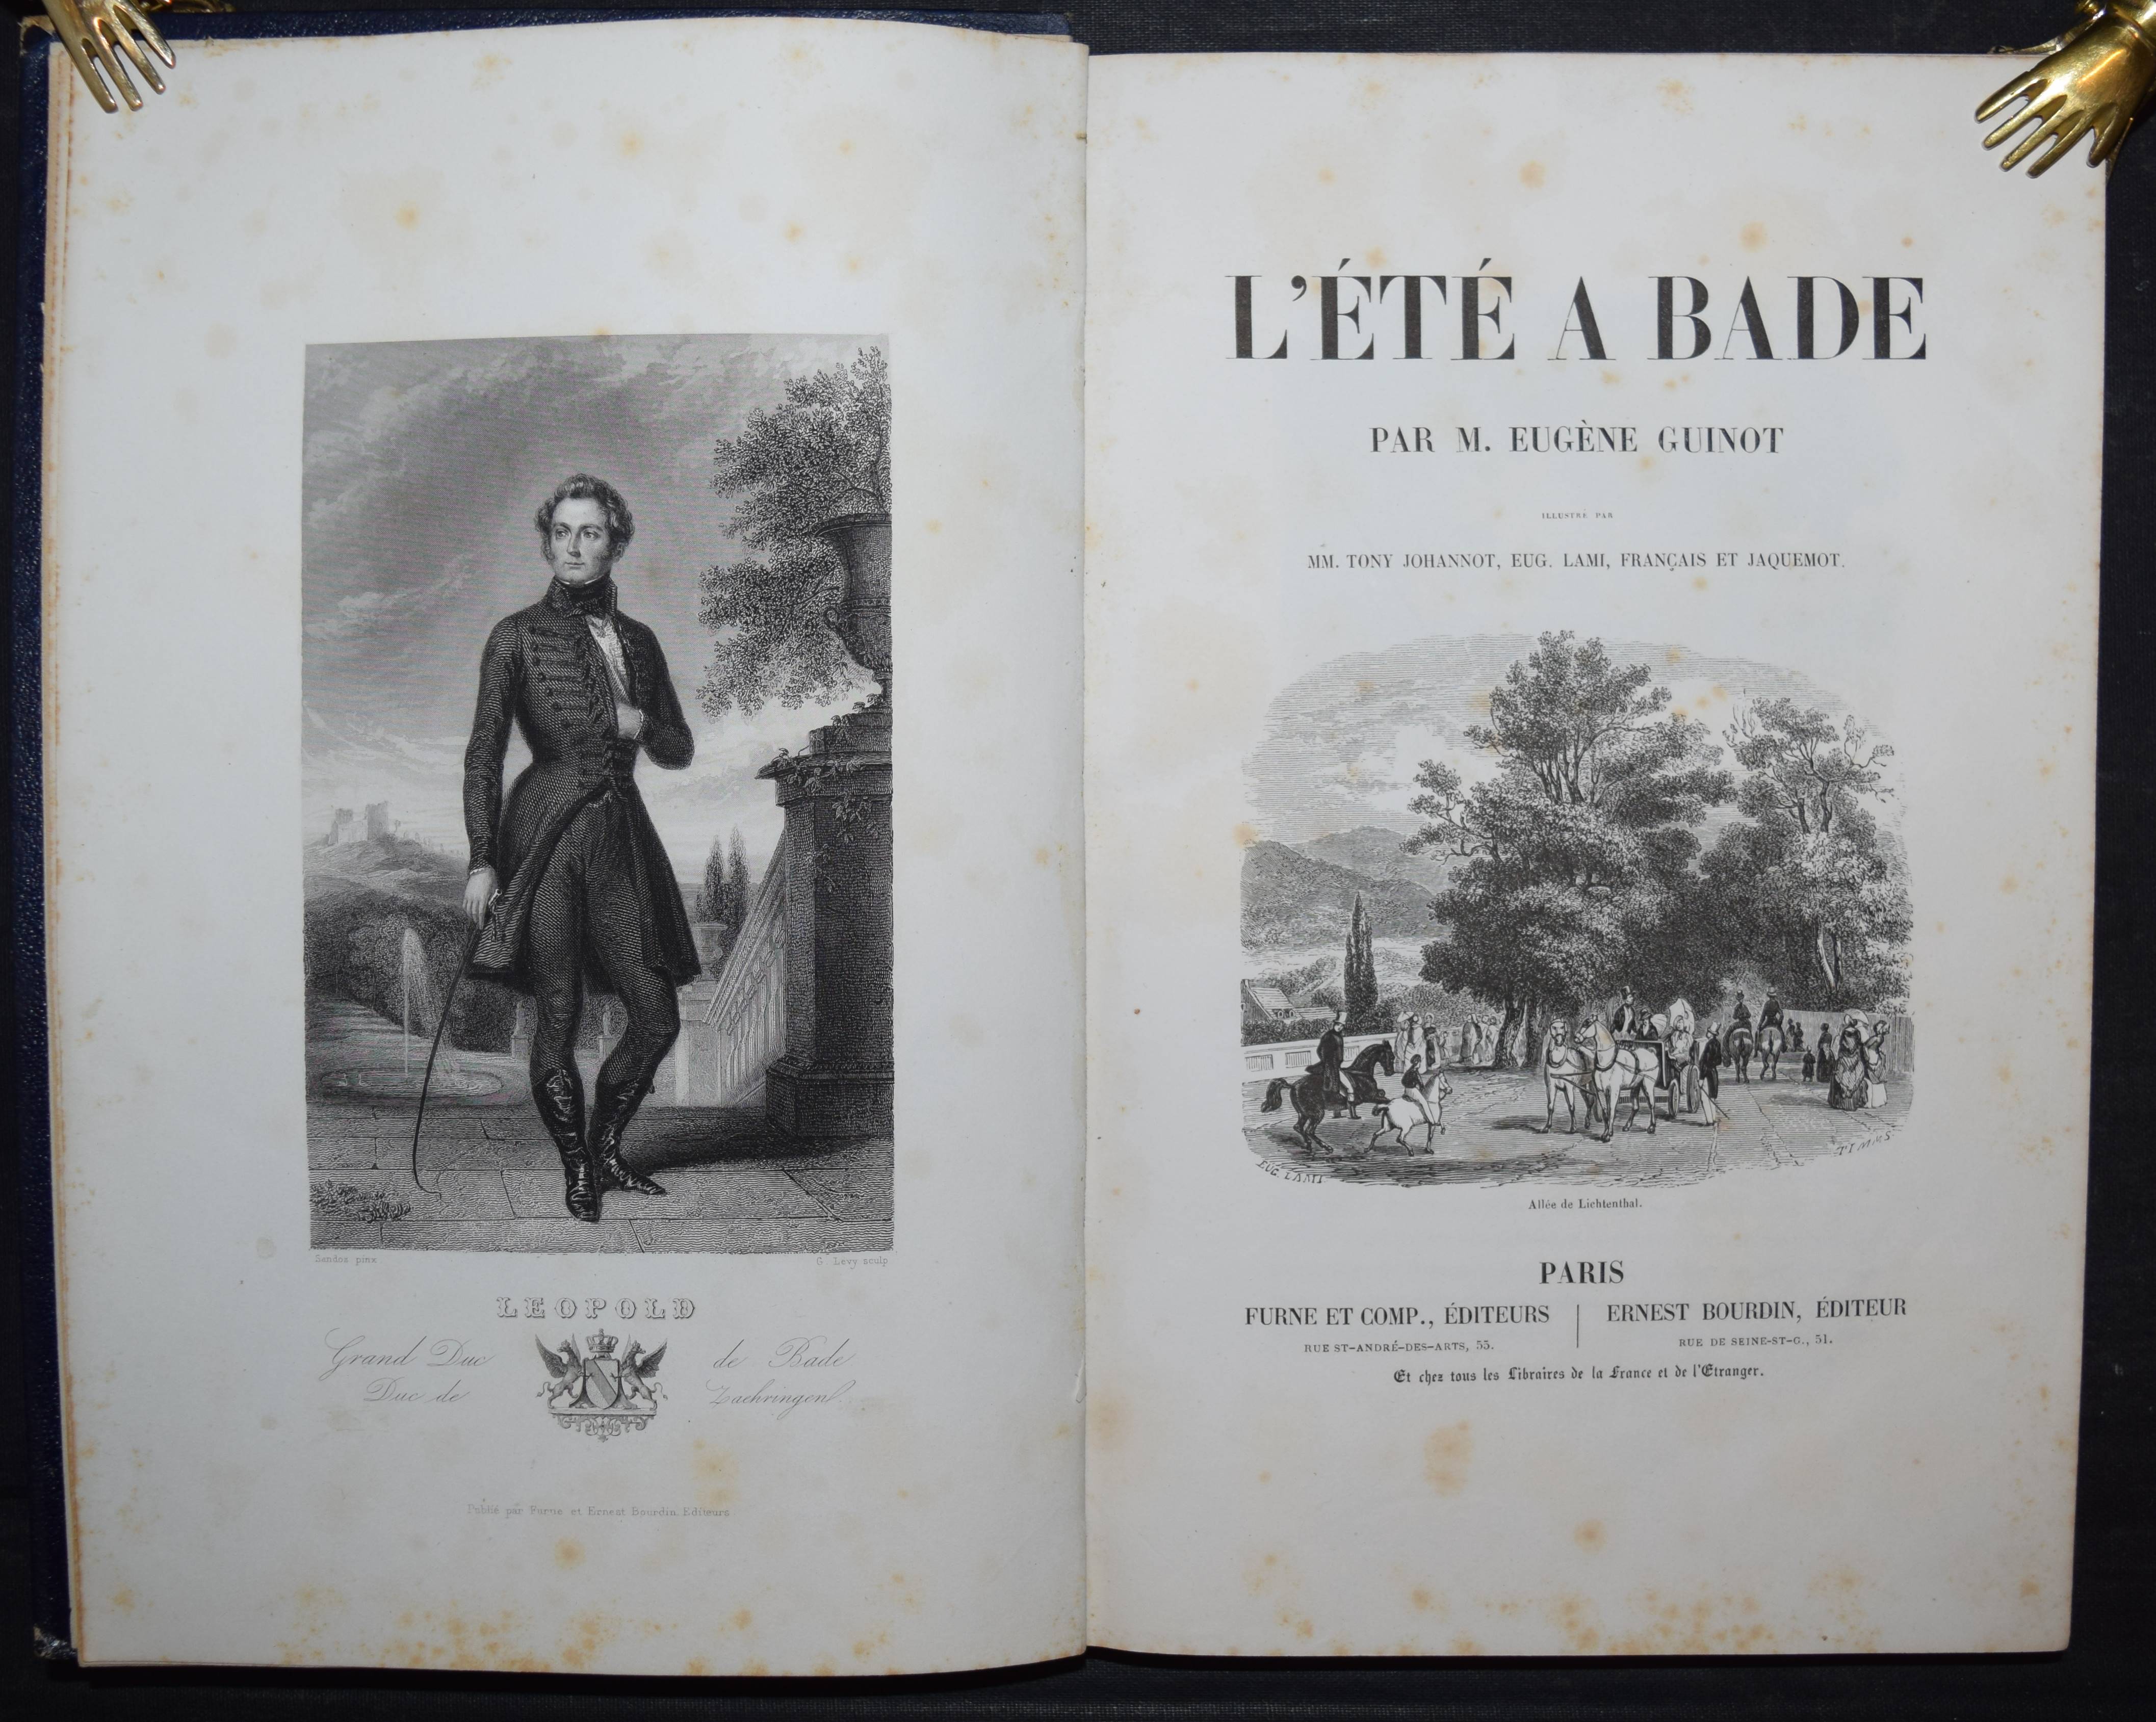 Sandoz pinx
G. Levy sculp
LEOPOLD
Grand Duc de Bade
Duc de Zaehringen
Publié par Furne et Ernest Bourdin, Editeurs
L'ÉTÉ A BADE
PAR M. EUGÈNE GUINOT
ILLUSTRÉ PAR
MM. TONY JOHANNOT, EUG. LAMI, FRANÇAIS ET JAQUEMOT.
EUG. LAMI
TIMMS
Allée de Lichtenthal.
PARIS
FURNE ET COMP., ÉDITEURS
RUE ST-ANDRÉ-DES-ARTS, 55.
ERNEST BOURDIN, ÉDITEUR
RUE DE SEINE-ST-G., 51.
Et chez tous les Libraires de la France et de l'Étranger.